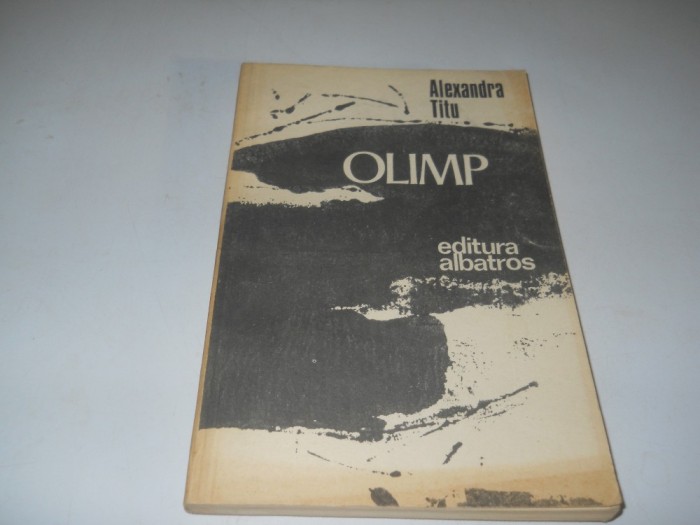 Alexandra
Titu
OLIMP
editura
albatros